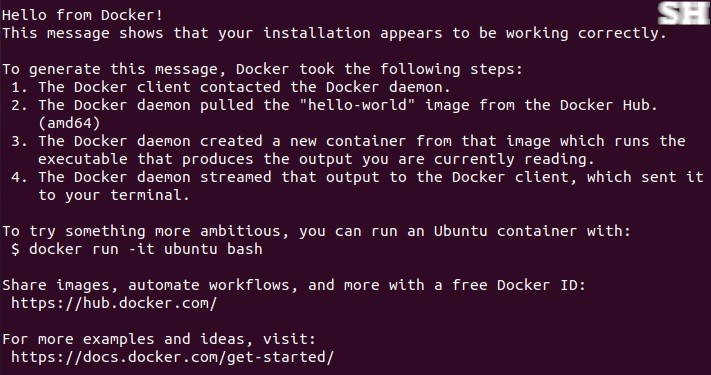 SH
Hello from Docker!
This message shows that your installation appears to be working correctly.
To generate this message, Docker took the following steps:
1. The Docker client contacted the Docker daemon.
2. The Docker daemon pulled the "hello-world" image from the Docker Hub.
(amd64)
3. The Docker daemon created a new container from that image which runs the
executable that produces the output you are currently reading.
4. The Docker daemon streamed that output to the Docker client, which sent it
to your terminal.
To try something more ambitious, you can run an Ubuntu container with:
$ docker run -it ubuntu bash
Share images, automate workflows, and more with a free Docker ID:
https://hub.docker.com/
For more examples and ideas, visit:
https://docs.docker.com/get-started/